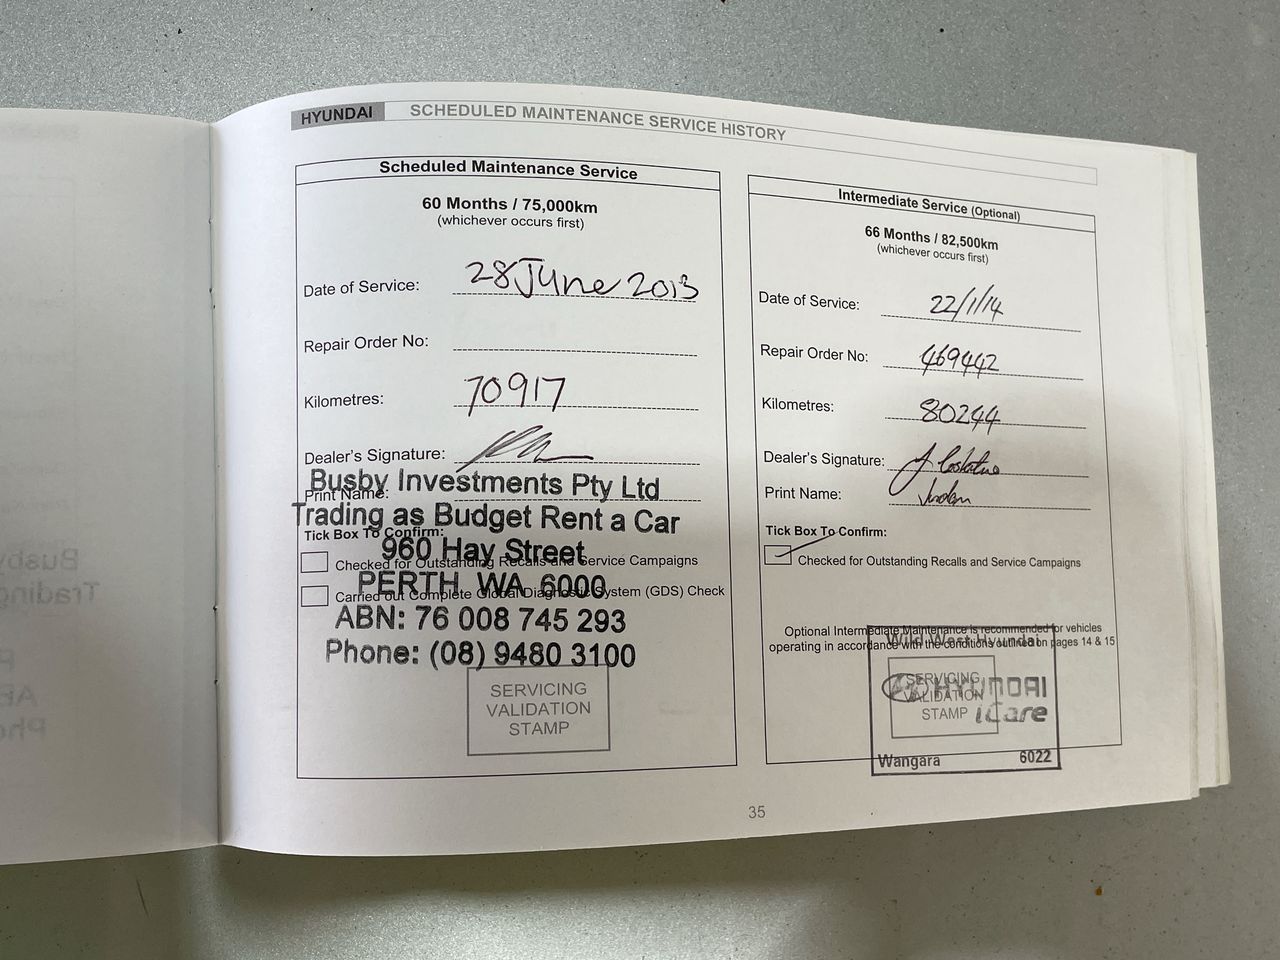 HYUNDAI SCHEDULED MAINTENANCE SERVICE HISTORY
Scheduled Maintenance Service
60 Months / 75,000km
(whichever occurs first)
Date of Service: 28 June 2013
Repair Order No:
Kilometres: 70917
Dealer's Signature:
Print Name:
Busby Investments Pty Ltd
Trading as Budget Rent a Car
960 Hay Street
PERTH WA 6000
ABN: 76 008 745 293
Phone: (08) 9480 3100
Tick Box To Confirm:
Checked for Outstanding Recalls and Service Campaigns
Carried out Complete Global Diagnostic System (GDS) Check
SERVICING
VALIDATION
STAMP
Intermediate Service (Optional)
66 Months / 82,500km
(whichever occurs first)
Date of Service: 22/1/14
Repair Order No: 469442
Kilometres: 80244
Dealer's Signature:
Print Name: Jordan
Tick Box To Confirm:
Checked for Outstanding Recalls and Service Campaigns
Optional Intermediate Maintenance is recommended for vehicles
operating in accordance with the conditions outlined on pages 14 & 15
Wild West Hyundai
SERVICING
VALIDATION
STAMP
HYUNDAI
iCare
Wangara 6022
35